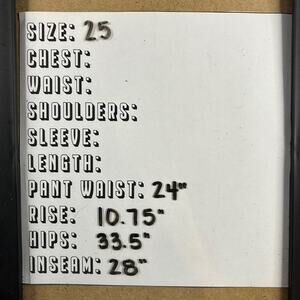 SIZE: 25
CHEST:
WAIST:
SHOULDERS:
SLEEVE:
LENGTH:
PANT WAIST: 24"
RISE: 10.75"
HIPS: 33.5"
INSEAM: 28"